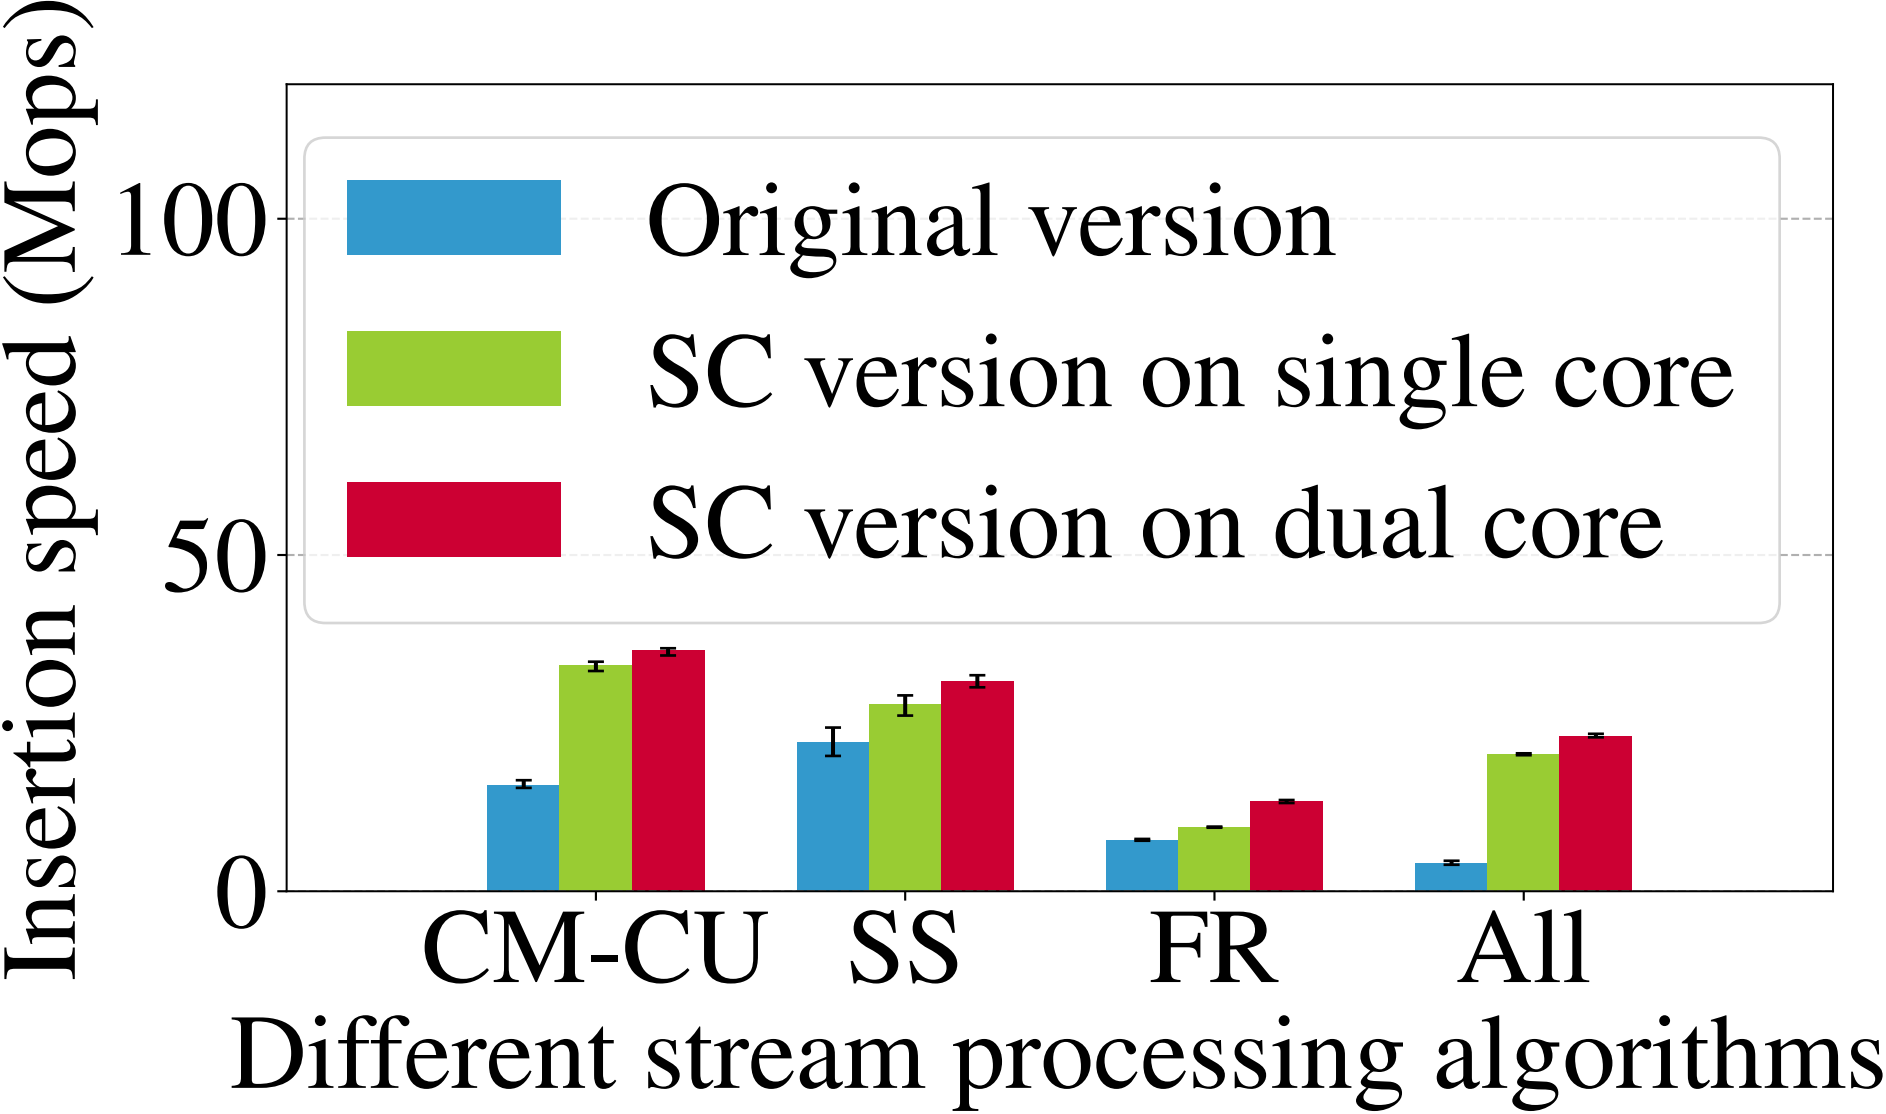 Insertion speed (Mops)
100
50
0
Original version
SC version on single core
SC version on dual core
CM-CU
SS
FR
All
Different stream processing algorithms